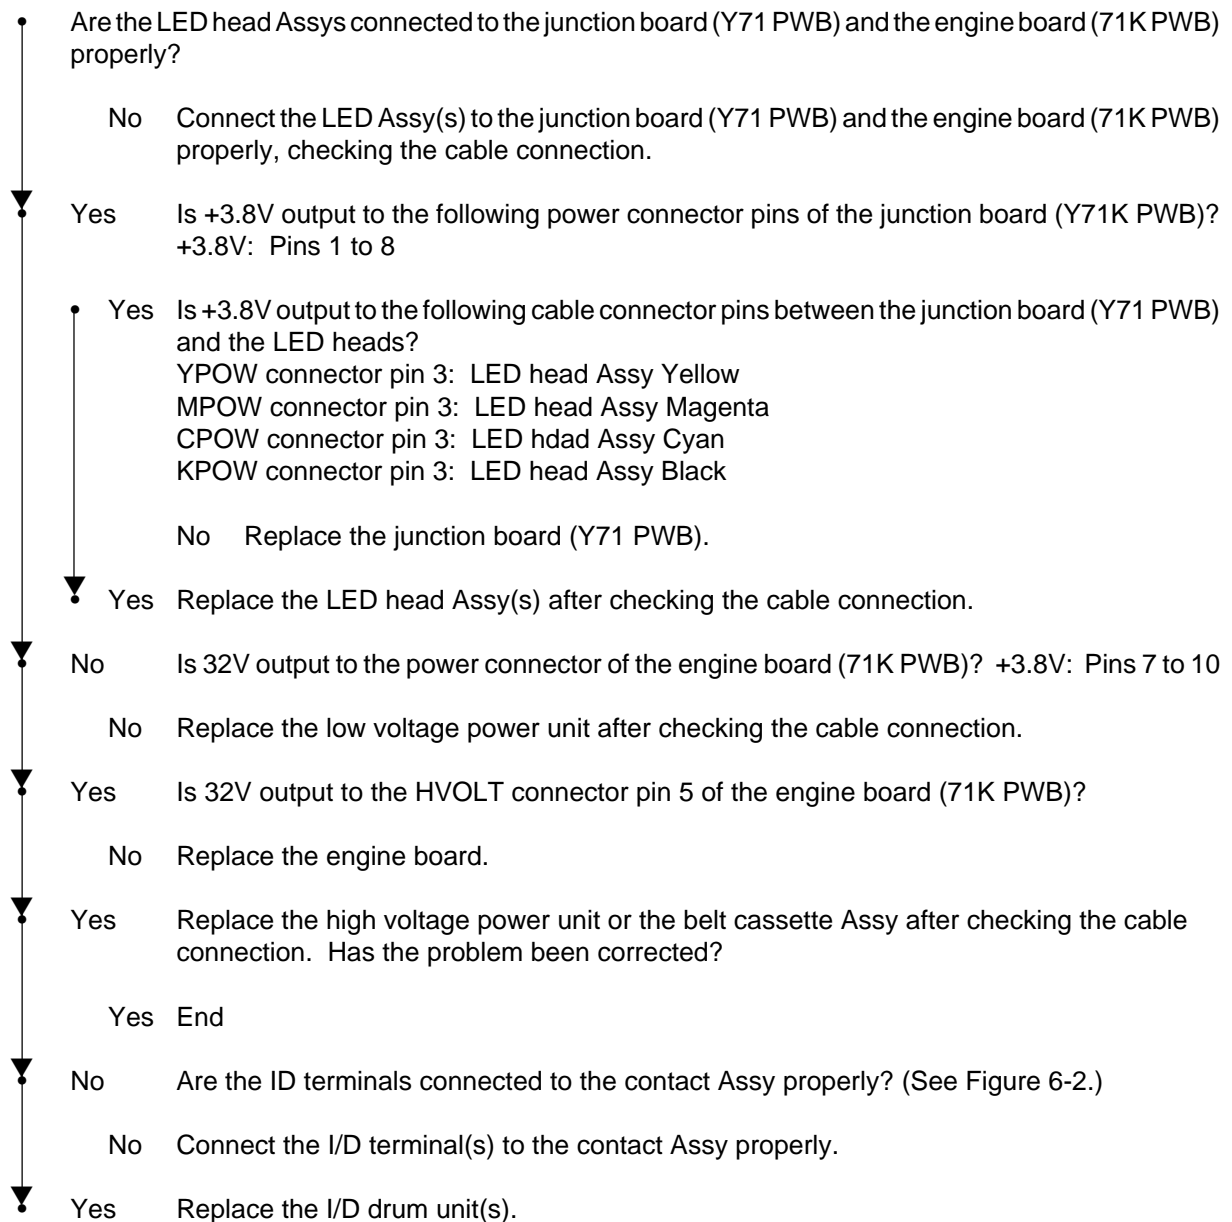 Are the LED head Assys connected to the junction board (Y71 PWB) and the engine board (71K PWB)
properly?
No Connect the LED Assy(s) to the junction board (Y71 PWB) and the engine board (71K PWB)
properly, checking the cable connection.
Yes Is +3.8V output to the following power connector pins of the junction board (Y71K PWB)?
+3.8V: Pins 1 to 8
Yes Is +3.8V output to the following cable connector pins between the junction board (Y71 PWB)
and the LED heads?
YPOW connector pin 3: LED head Assy Yellow
MPOW connector pin 3: LED head Assy Magenta
CPOW connector pin 3: LED hdad Assy Cyan
KPOW connector pin 3: LED head Assy Black
No Replace the junction board (Y71 PWB).
Yes Replace the LED head Assy(s) after checking the cable connection.
No Is 32V output to the power connector of the engine board (71K PWB)? +3.8V: Pins 7 to 10
No Replace the low voltage power unit after checking the cable connection.
Yes Is 32V output to the HVOLT connector pin 5 of the engine board (71K PWB)?
No Replace the engine board.
Yes Replace the high voltage power unit or the belt cassette Assy after checking the cable
connection. Has the problem been corrected?
Yes End
No Are the ID terminals connected to the contact Assy properly? (See Figure 6-2.)
No Connect the I/D terminal(s) to the contact Assy properly.
Yes Replace the I/D drum unit(s).